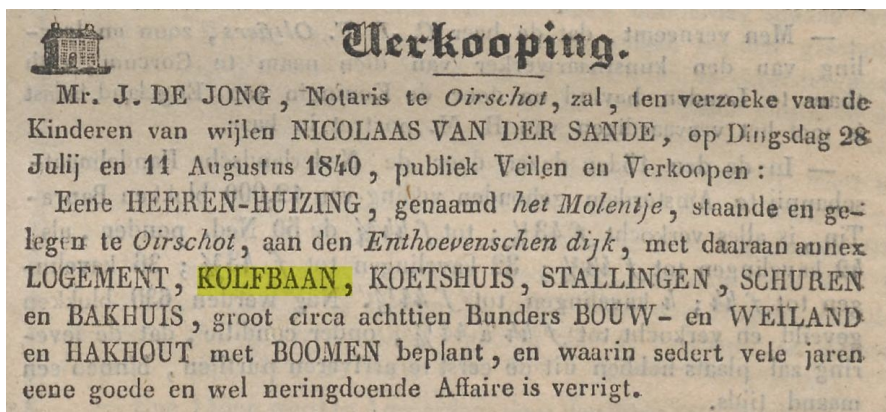 Verkooping.
Mr. J. DE JONG, Notaris te Oirschot, zal, ten verzoeke van de
Kinderen van wijlen NICOLAAS VAN DER SANDE, op Dingsdag 28
Julij en 11 Augustus 1840, publiek Veilen en Verkoopen:
Eene HEEREN-HUIZING, genaamd het Molentje, staande en ge-
legen te Oirschot, aan den Enthoevenschen dijk, met daaraan annex
LOGEMENT, KOLFBAAN, KOETSHUIS, STALLINGEN, SCHUREN
en BAKHUIS, groot circa achttien Bunders BOUW- en WEILAND
en HAKHOUT met BOOMEN beplant, en waarin sedert vele jaren
eene goede en wel neringdoende Affaire is verrigt.